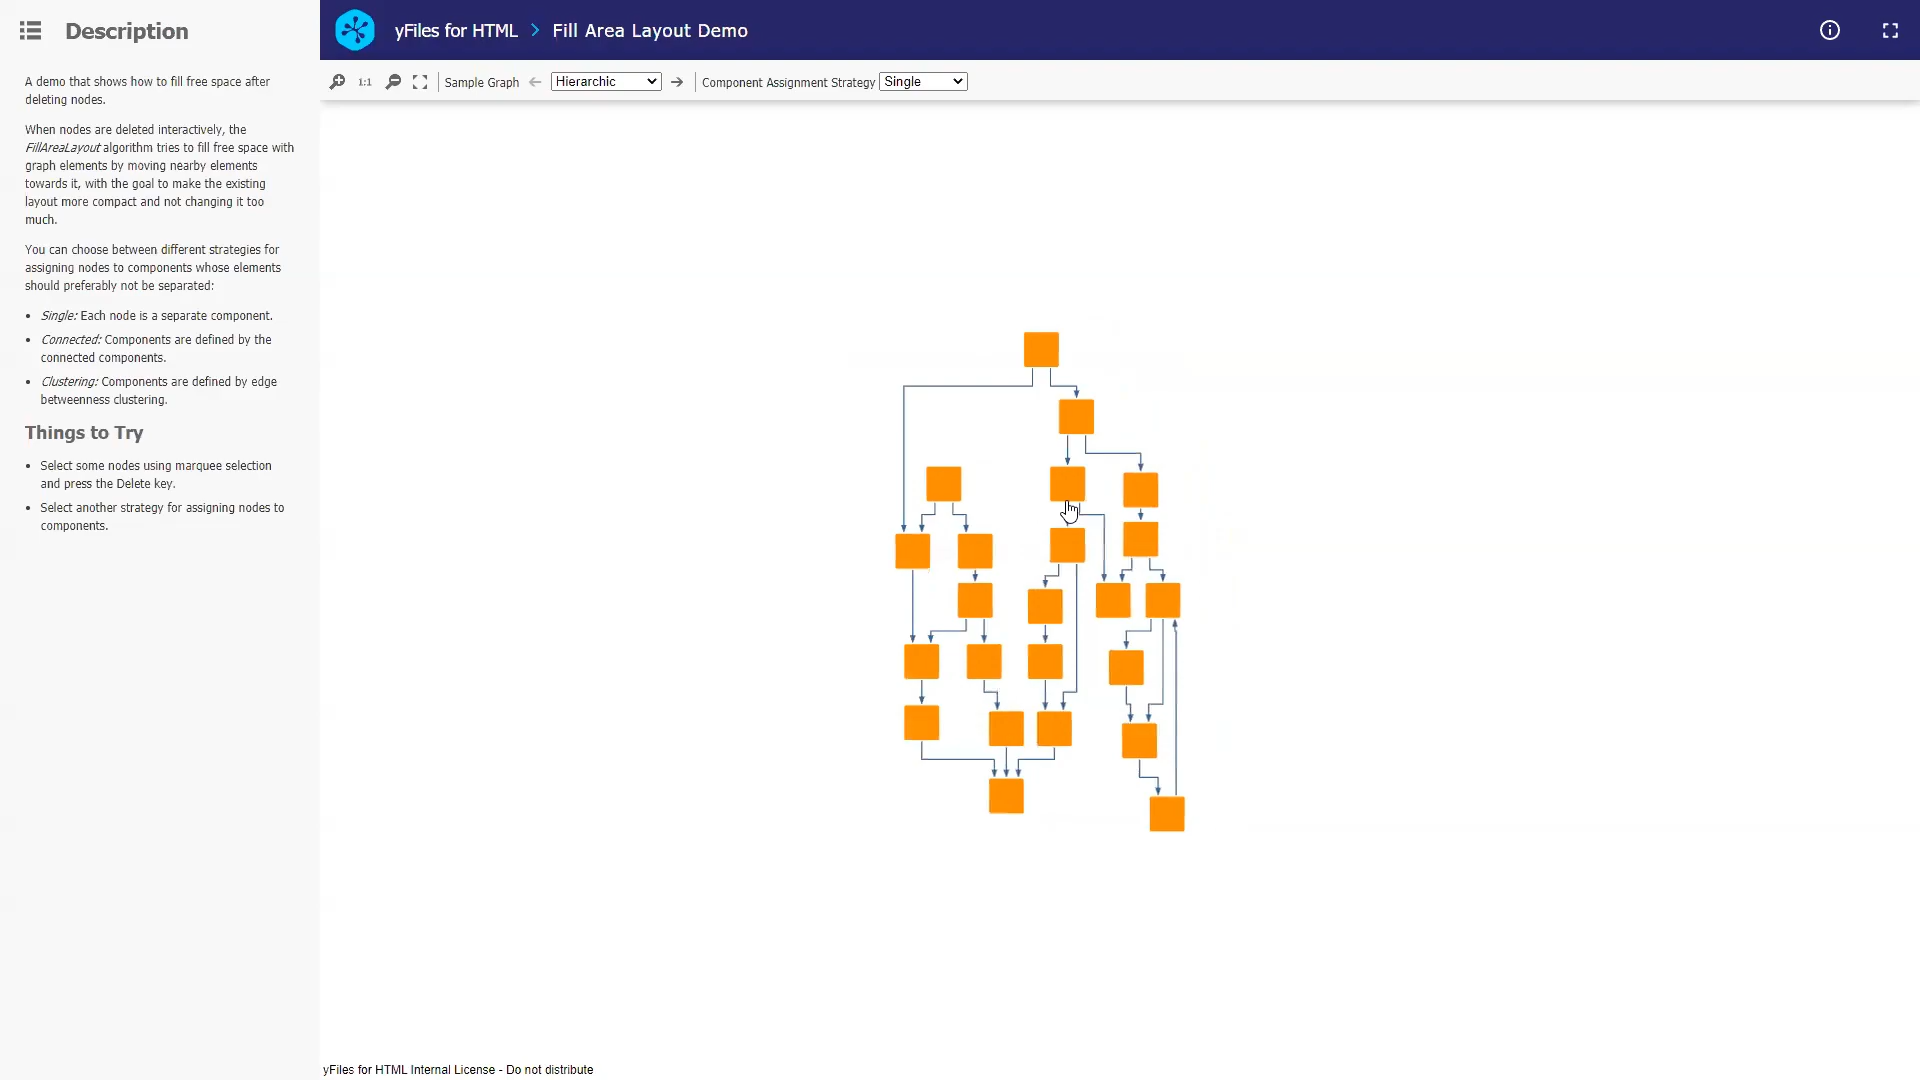 Description
yFiles for HTML
Fill Area Layout Demo
1:1
Sample Graph
Hierarchic
Component Assignment Strategy
Single
A demo that shows how to fill free space after
deleting nodes.
When nodes are deleted interactively, the
FillAreaLayout algorithm tries to fill free space with
graph elements by moving nearby elements
towards it, with the goal to make the existing
layout more compact and not changing it too
much.
You can choose between different strategies for
assigning nodes to components whose elements
should preferably not be separated:
• Single: Each node is a separate component.
• Connected: Components are defined by the
connected components.
• Clustering: Components are defined by edge
betweenness clustering.
Things to Try
• Select some nodes using marquee selection
and press the Delete key.
• Select another strategy for assigning nodes to
components.
yFiles for HTML Internal License - Do not distribute